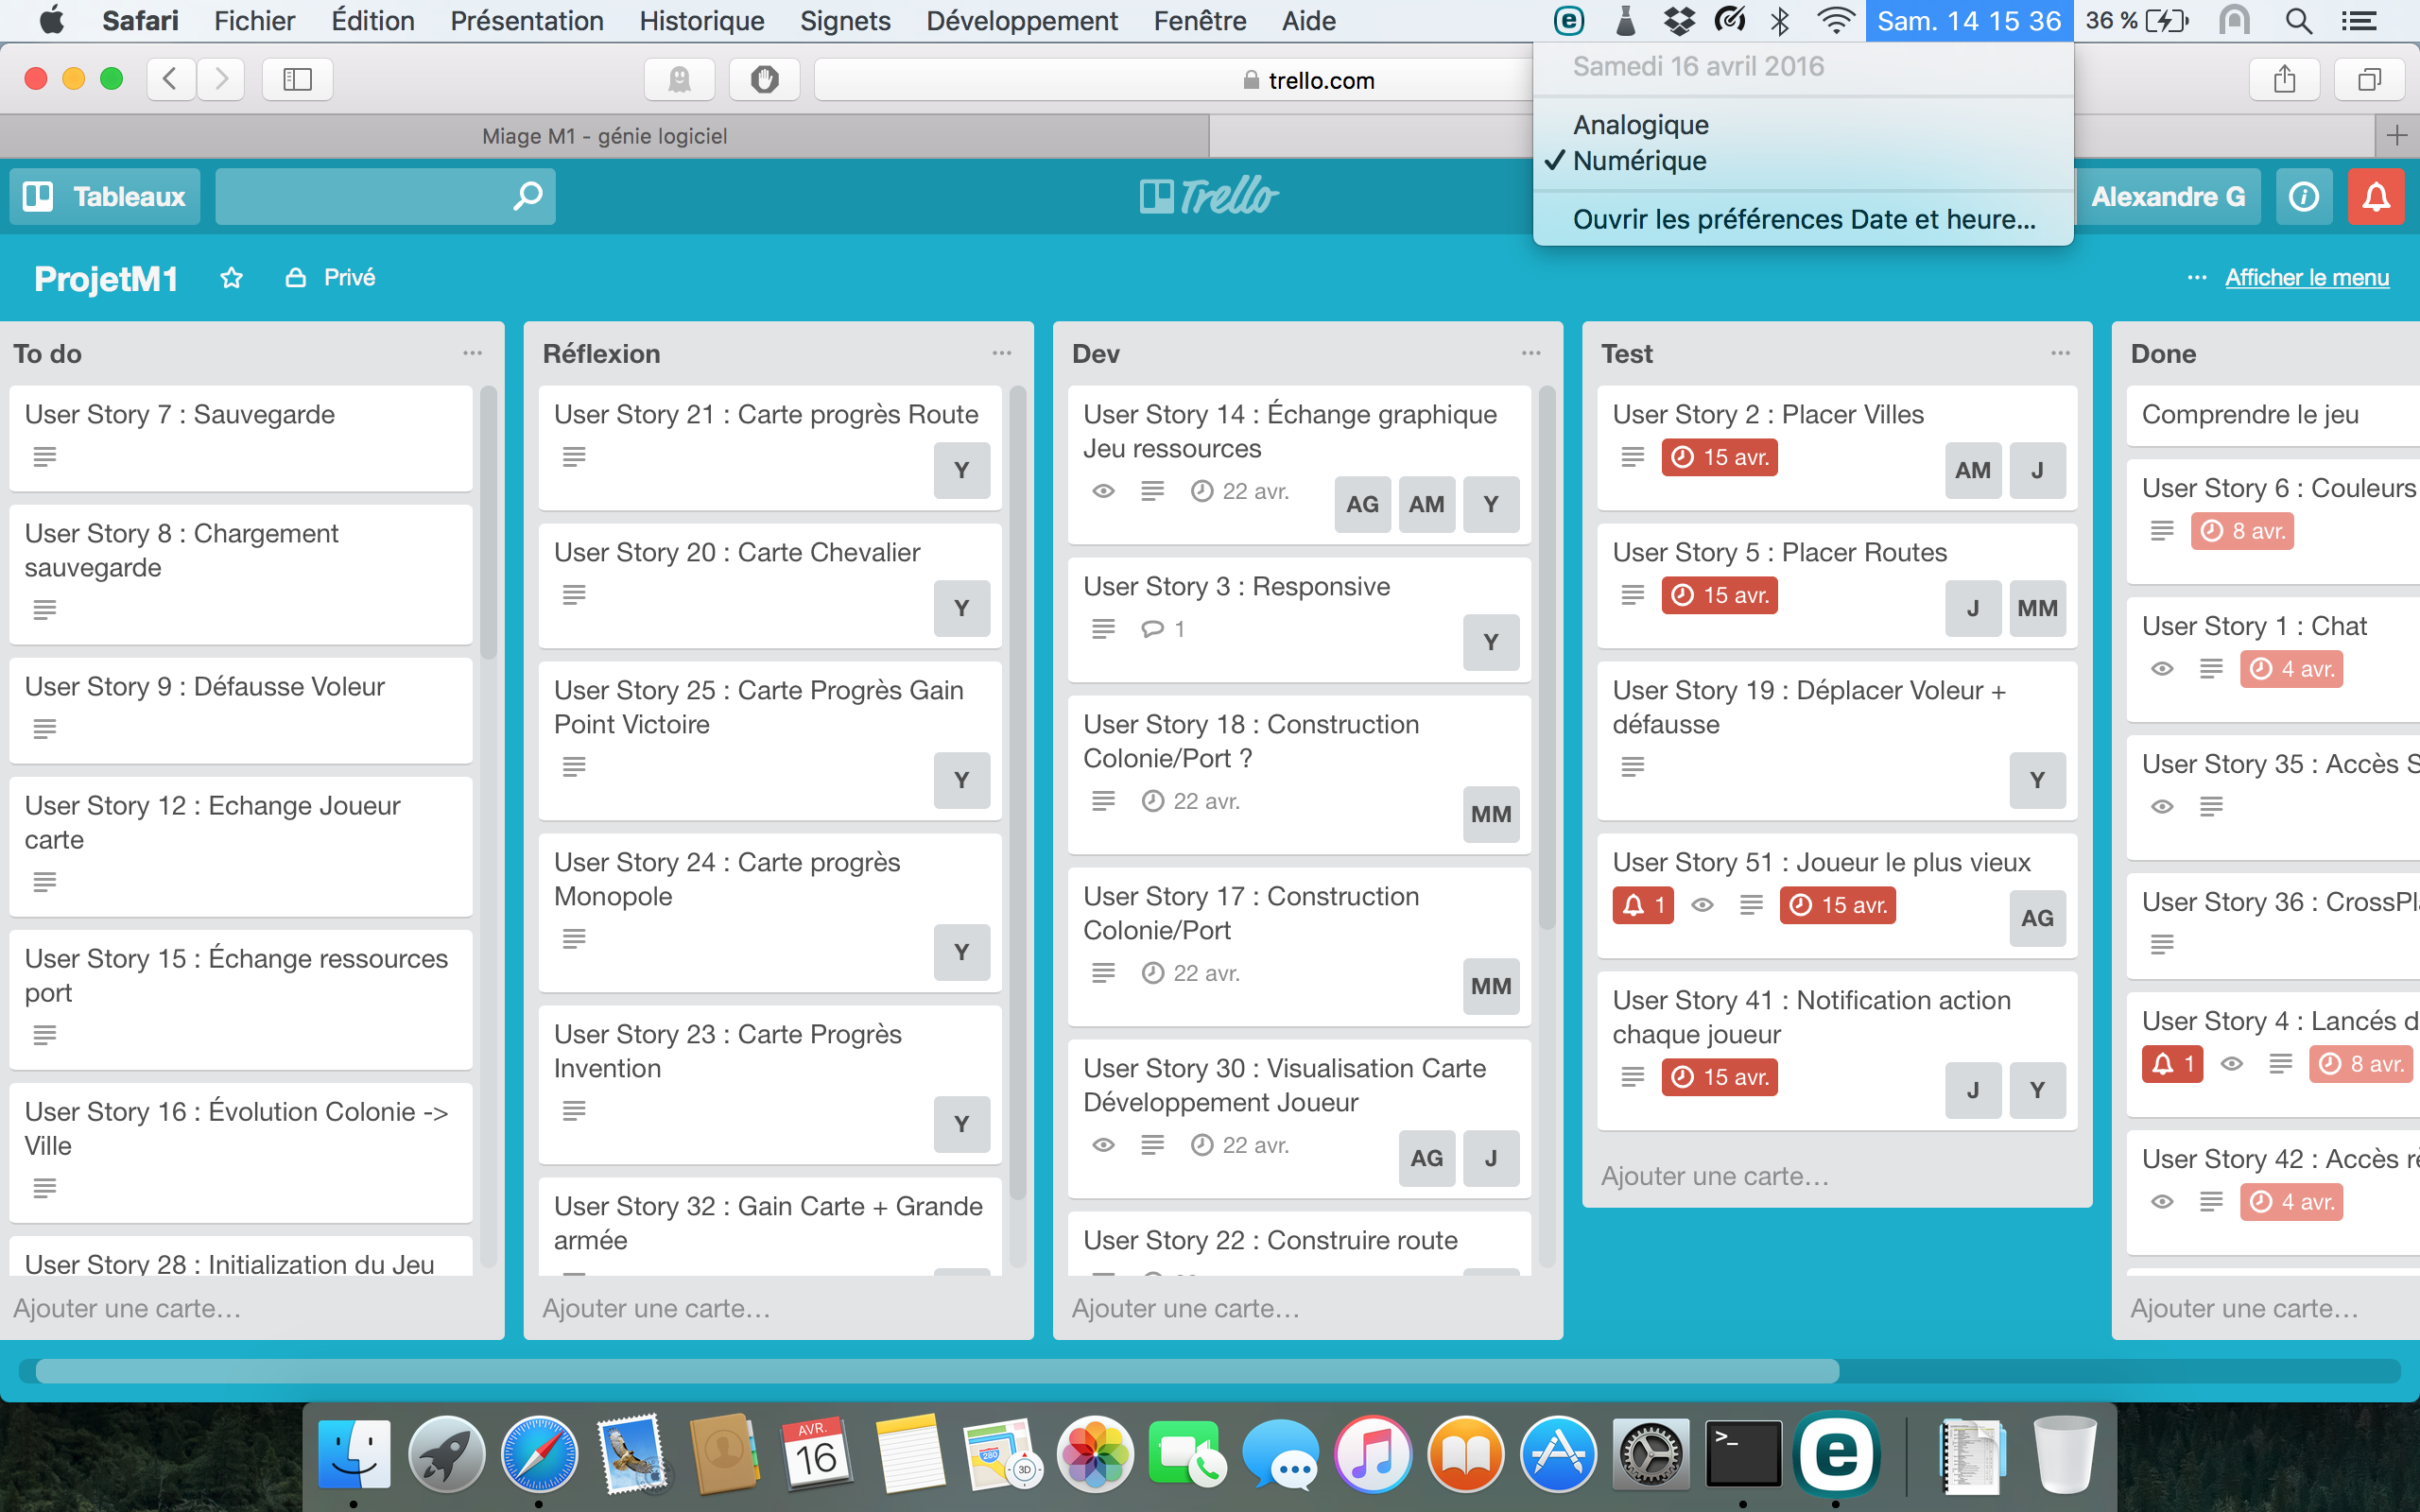 Safari Fichier Édition Présentation Historique Signets Développement Fenêtre Aide
Sam. 14 15 36 36 %
trello.com
Samedi 16 avril 2016
Analogique
✓ Numérique
Ouvrir les préférences Date et heure...
Miage M1 - génie logiciel
Tableaux
Trello
Alexandre G
ProjetM1
Privé
... Afficher le menu
To do
User Story 7 : Sauvegarde
User Story 8 : Chargement
sauvegarde
User Story 9 : Défausse Voleur
User Story 12 : Echange Joueur
carte
User Story 15 : Échange ressources
port
User Story 16 : Évolution Colonie ->
Ville
User Story 28 : Initialization du Jeu
Ajouter une carte…
Réflexion
User Story 21 : Carte progrès Route
Y
User Story 20 : Carte Chevalier
Y
User Story 25 : Carte Progrès Gain
Point Victoire
Y
User Story 24 : Carte progrès
Monopole
Y
User Story 23 : Carte Progrès
Invention
Y
User Story 32 : Gain Carte + Grande
armée
Ajouter une carte…
Dev
User Story 14 : Échange graphique
Jeu ressources
22 avr. AG AM Y
User Story 3 : Responsive
1 Y
User Story 18 : Construction
Colonie/Port ?
22 avr. MM
User Story 17 : Construction
Colonie/Port
22 avr. MM
User Story 30 : Visualisation Carte
Développement Joueur
22 avr. AG J
User Story 22 : Construire route
Ajouter une carte…
Test
User Story 2 : Placer Villes
15 avr. AM J
User Story 5 : Placer Routes
15 avr. J MM
User Story 19 : Déplacer Voleur +
défausse
Y
User Story 51 : Joueur le plus vieux
1 15 avr. AG
User Story 41 : Notification action
chaque joueur
15 avr. J Y
Ajouter une carte…
Done
Comprendre le jeu
User Story 6 : Couleurs
8 avr.
User Story 1 : Chat
4 avr.
User Story 35 : Accès S
User Story 36 : CrossPl
User Story 4 : Lancés d
1 8 avr.
User Story 42 : Accès rè
4 avr.
Ajouter une carte…
AVR.
16
280
3D
>_
e